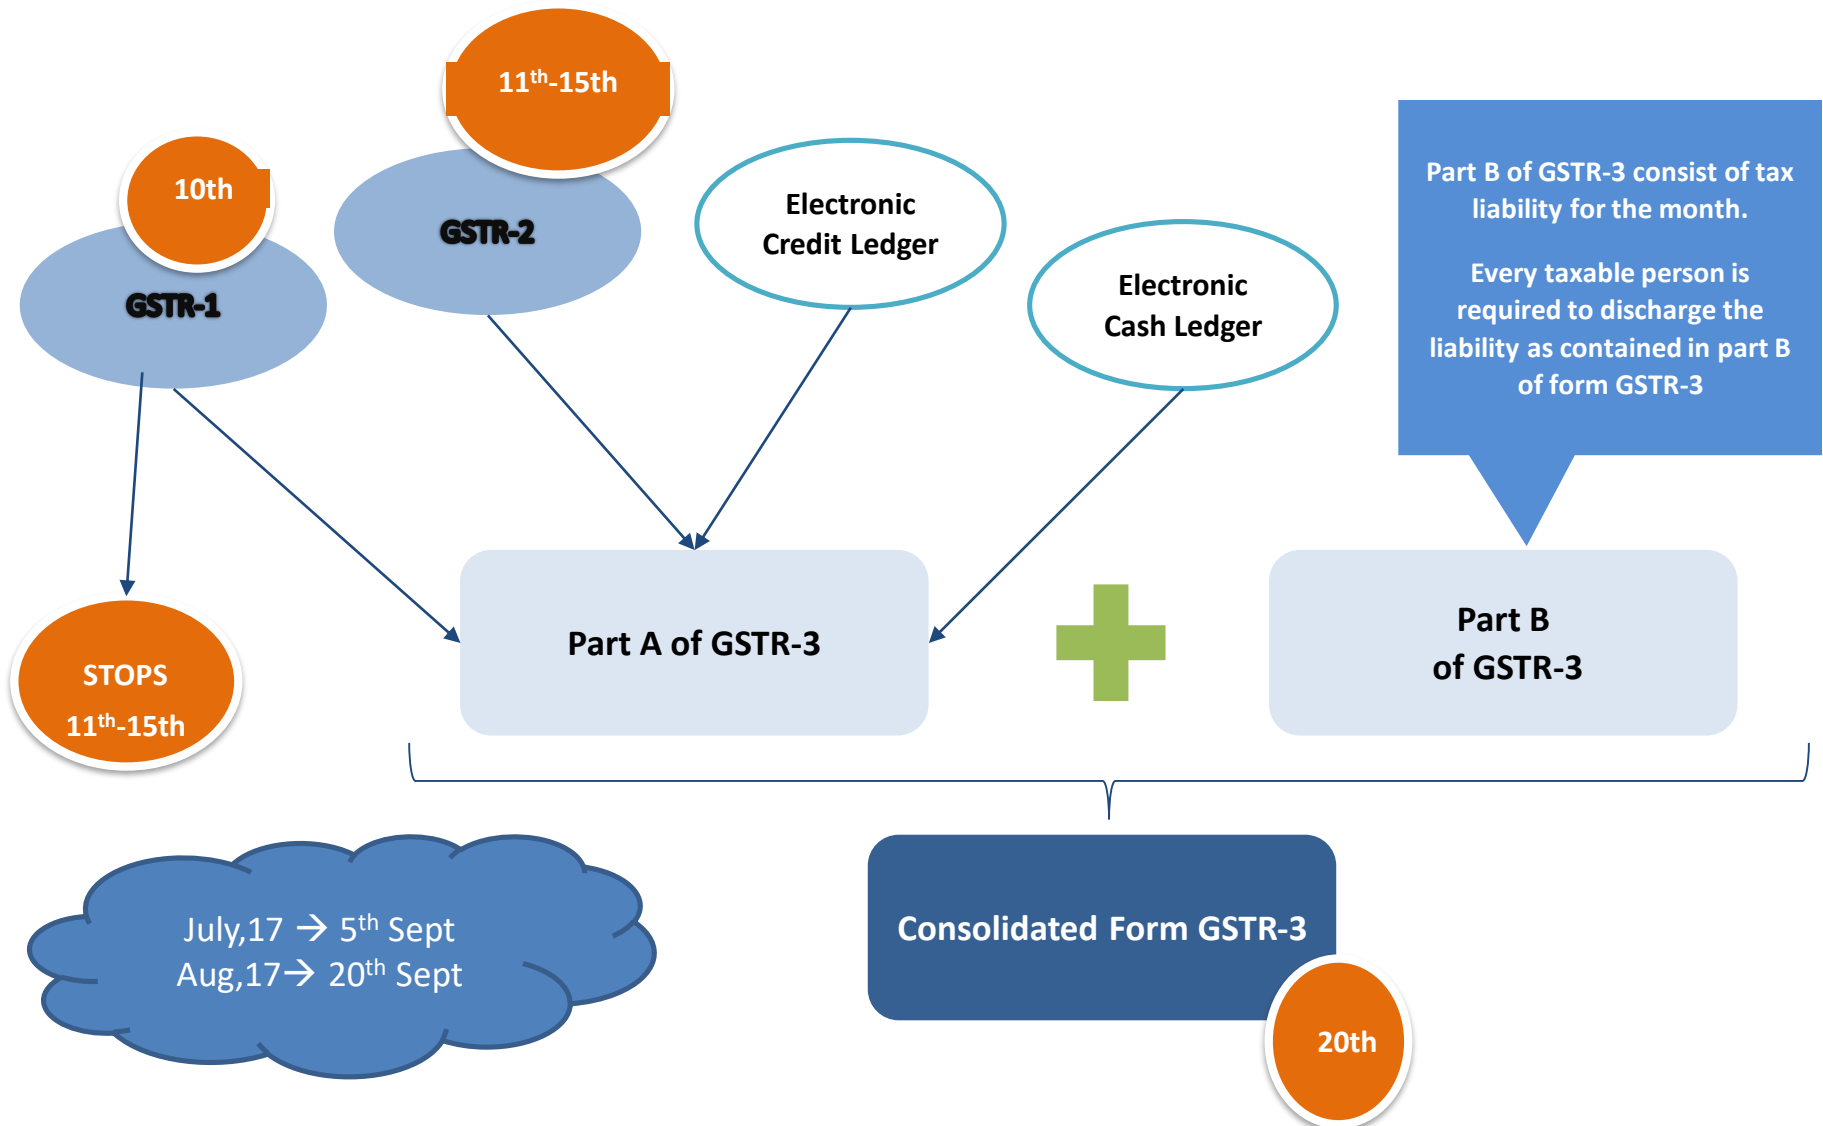 11th-15th
10th
GSTR-1
GSTR-2
Electronic
Credit Ledger
Electronic
Cash Ledger
Part B of GSTR-3 consist of tax
liability for the month.
Every taxable person is
required to discharge the
liability as contained in part B
of form GSTR-3
STOPS
11th-15th
Part A of GSTR-3
Part B
of GSTR-3
July,17 → 5th Sept
Aug,17→ 20th Sept
Consolidated Form GSTR-3
20th